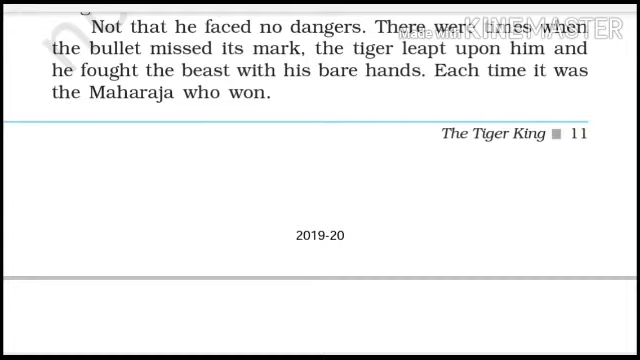 Not that he faced no dangers. There were times when
the bullet missed its mark, the tiger leapt upon him and
he fought the beast with his bare hands. Each time it was
the Maharaja who won.
Made with KINEMASTER
The Tiger King ■ 11
2019-20